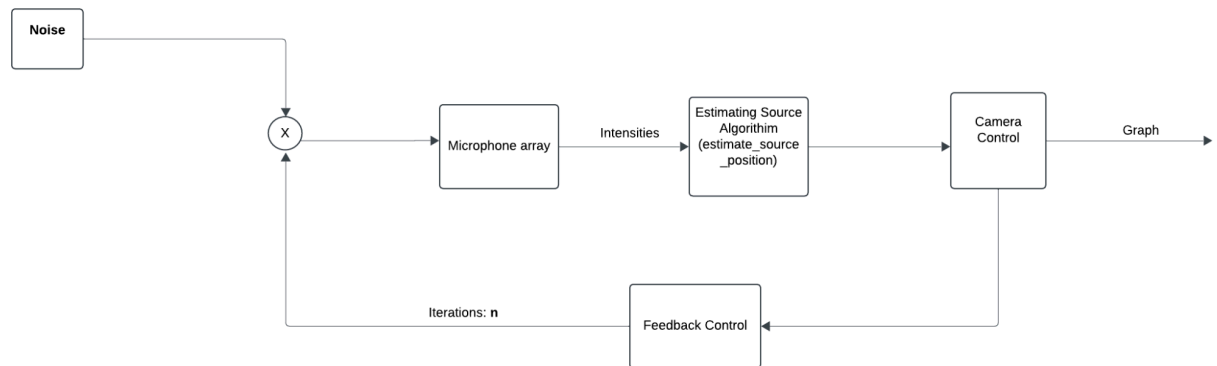 Noise
X
Microphone array
Intensities
Estimating Source
Algorithim
(estimate_source
_position)
Camera
Control
Graph
Iterations: n
Feedback Control